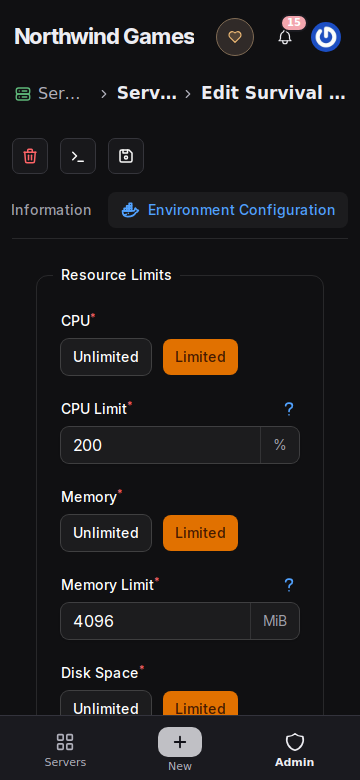 Northwind Games
15
Ser... > Serv... > Edit Survival ...
Information
Environment Configuration
Resource Limits
CPU*
Unlimited
Limited
CPU Limit* ?
200 %
Memory*
Unlimited
Limited
Memory Limit* ?
4096 MiB
Disk Space*
Unlimited
Limited
Servers
New
Admin